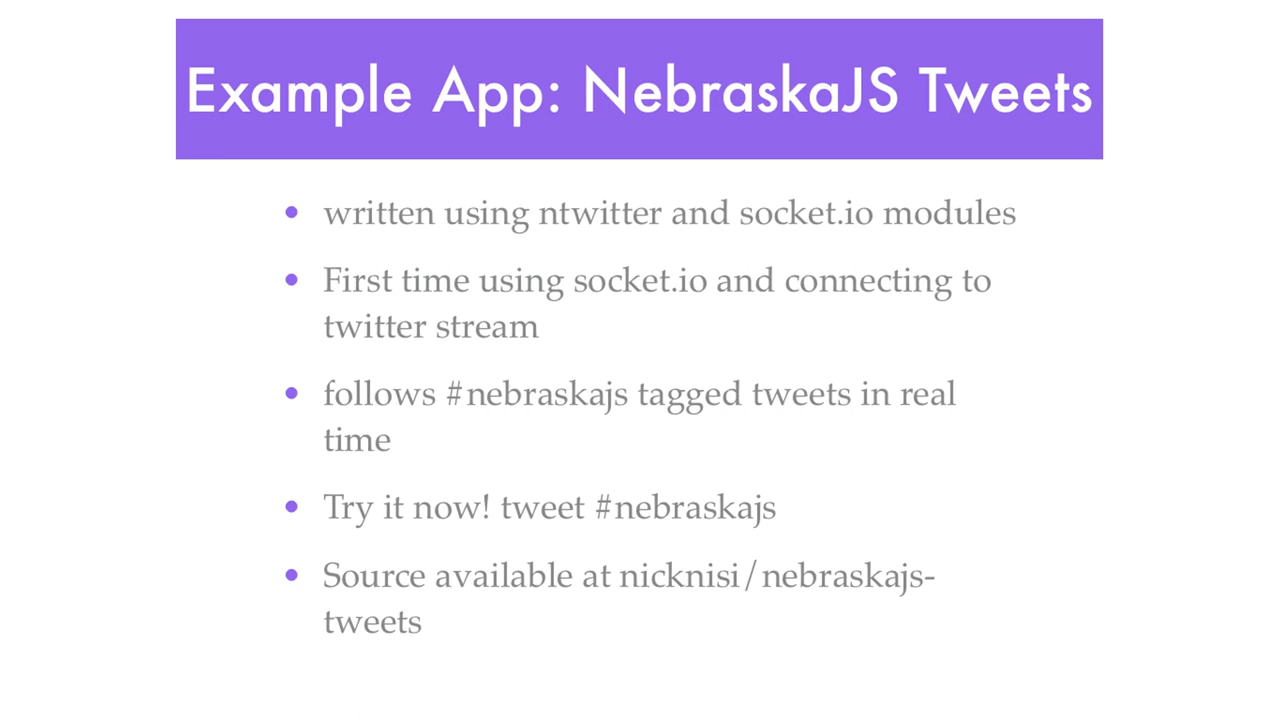 Example App: NebraskaJS Tweets
• written using ntwitter and socket.io modules
• First time using socket.io and connecting to
twitter stream
• follows #nebraskajs tagged tweets in real
time
• Try it now! tweet #nebraskajs
• Source available at nicknisi/nebraskajs-
tweets